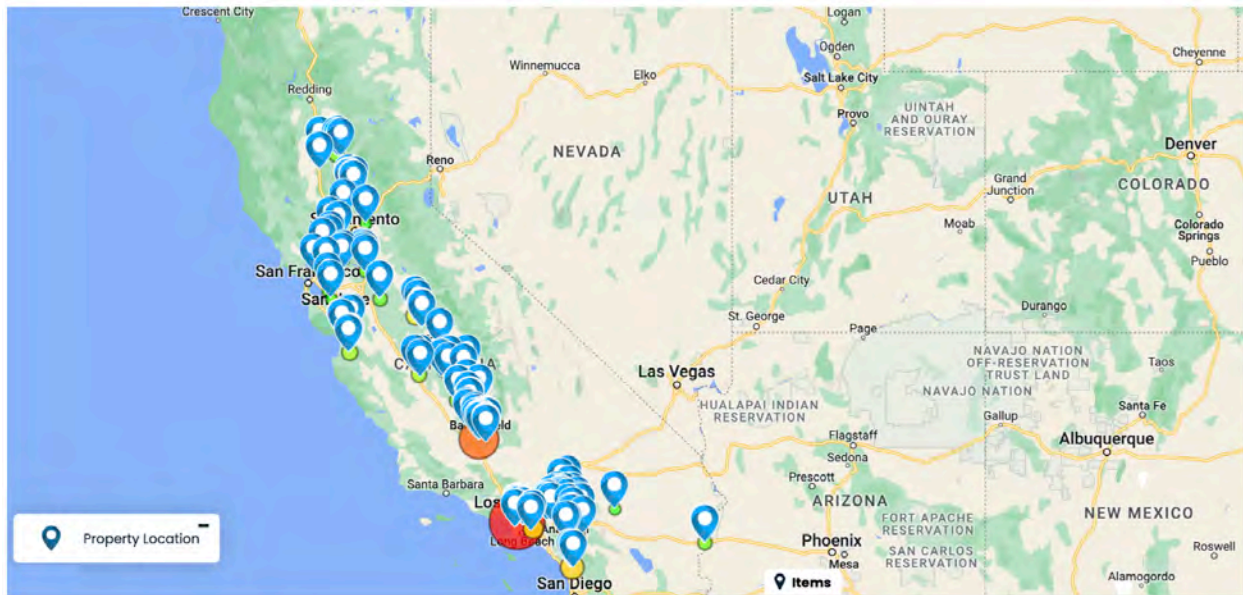 Crescent City
Logan
Ogden
Cheyenne
Winnemucca
Elko
Salt Lake City
Redding
Provo
UINTAH
AND OURAY
RESERVATION
Reno
NEVADA
Denver
Grand
Junction
COLORADO
UTAH
Moab
Colorado
Springs
Pueblo
San
Cedar City
St. George
Page
Durango
NAVAJO NATION
OFF-RESERVATION
TRUST LAND
Taos
Las Vegas
NAVAJO NATION
HUALAPAI INDIAN
RESERVATION
Gallup
Santa Fe
Flagstaff
Albuquerque
Sedona
Prescott
Santa Barbara
ARIZONA
NEW MEXICO
FORT APACHE
RESERVATION
Property Location
Long Beach
Phoenix
Mesa
SAN CARLOS
RESERVATION
Roswell
San Diego
Items
Alamogordo